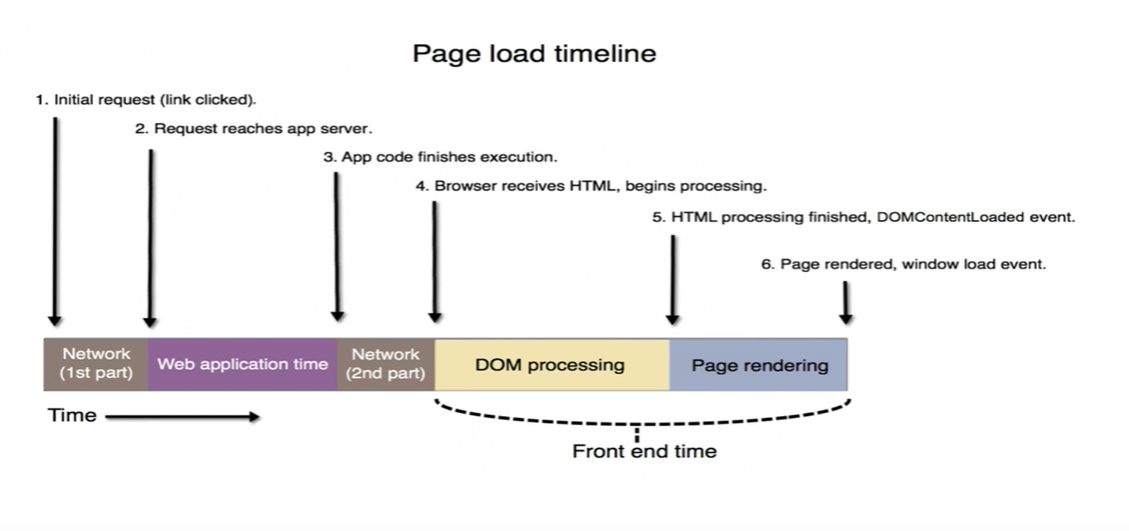 Page load timeline
1. Initial request (link clicked).
2. Request reaches app server.
3. App code finishes execution.
4. Browser receives HTML, begins processing.
5. HTML processing finished, DOMContentLoaded event.
6. Page rendered, window load event.
Network
(1st part)
Web application time
Network
(2nd part)
DOM processing
Page rendering
Time
Front end time